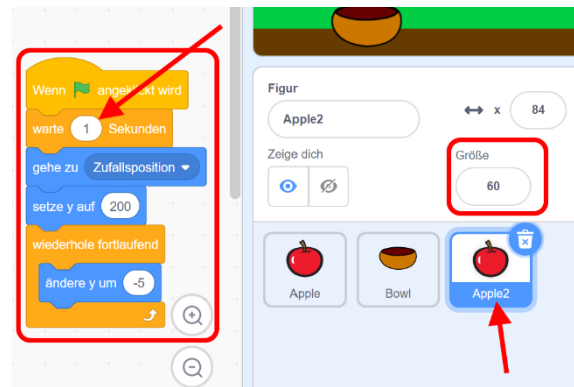 Wenn angeklickt wird
warte 1 Sekunden
gehe zu Zufallsposition
setze y auf 200
wiederhole fortlaufend
ändere y um -5
Figur
Apple2
x 84
Zeige dich
Größe
60
Apple
Bowl
Apple2